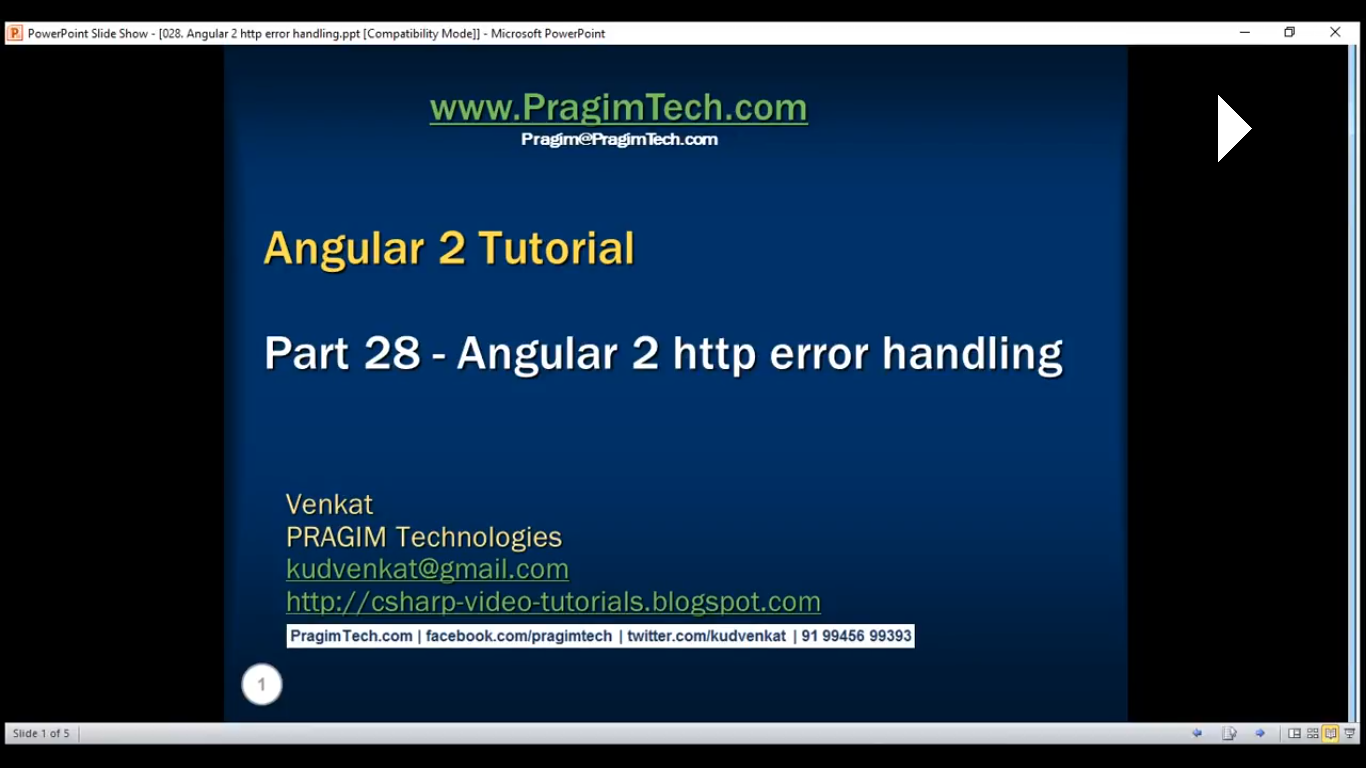 PowerPoint Slide Show - [028. Angular 2 http error handling.ppt [Compatibility Mode]] - Microsoft PowerPoint
www.PragimTech.com
Pragim@PragimTech.com
Angular 2 Tutorial
Part 28 - Angular 2 http error handling
Venkat
PRAGIM Technologies
kudvenkat@gmail.com
http://csharp-video-tutorials.blogspot.com
PragimTech.com | facebook.com/pragimtech | twitter.com/kudvenkat | 91 99456 99393
1
Slide 1 of 5